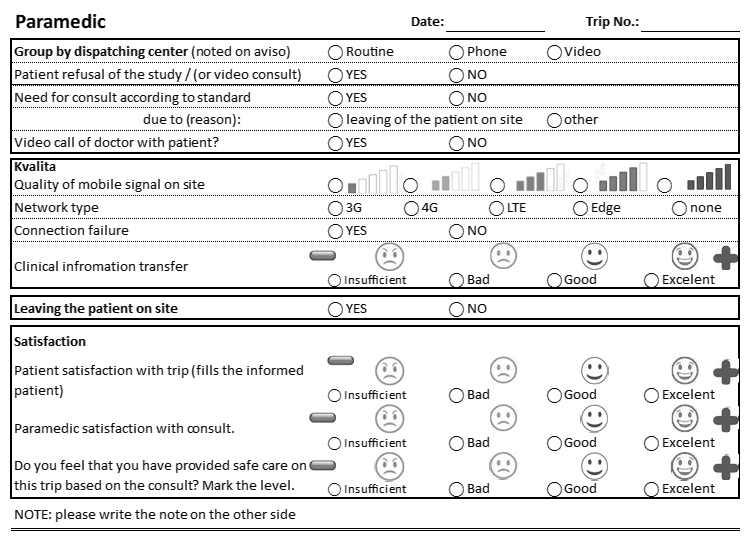 Paramedic Date: Trip No.:
Group by dispatching center (noted on aviso) Routine Phone Video
Patient refusal of the study / (or video consult) YES NO
Need for consult according to standard YES NO
due to (reason): leaving of the patient on site other
Video call of doctor with patient? YES NO
Kvalita
Quality of mobile signal on site
Network type 3G 4G LTE Edge none
Connection failure YES NO
Clinical infromation transfer
Insufficient Bad Good Excelent
Leaving the patient on site YES NO
Satisfaction
Patient satisfaction with trip (fills the informed
patient)
Insufficient Bad Good Excelent
Paramedic satisfaction with consult.
Insufficient Bad Good Excelent
Do you feel that you have provided safe care on
this trip based on the consult? Mark the level.
Insufficient Bad Good Excelent
NOTE: please write the note on the other side